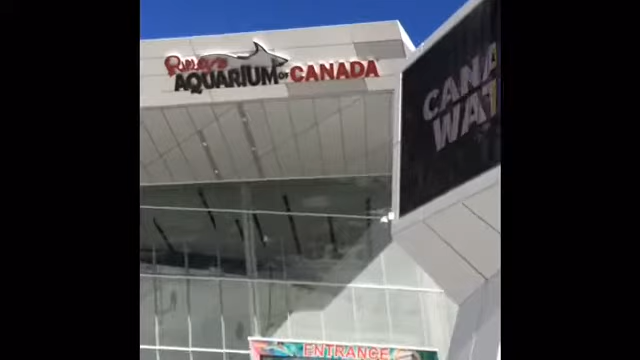 RIPLEY'S
AQUARIUM OF CANADA
CANA
WAT
ENTRANCE